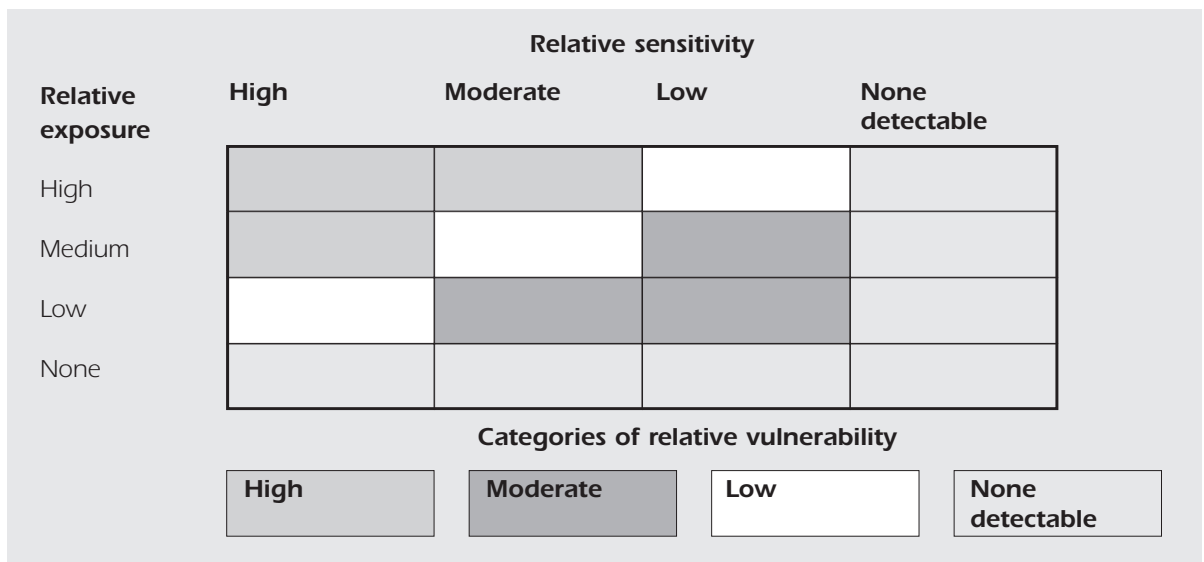 Relative sensitivity
Relative
exposure
High
Moderate
Low
None
detectable
High
Medium
Low
None
Categories of relative vulnerability
High
Moderate
Low
None
detectable